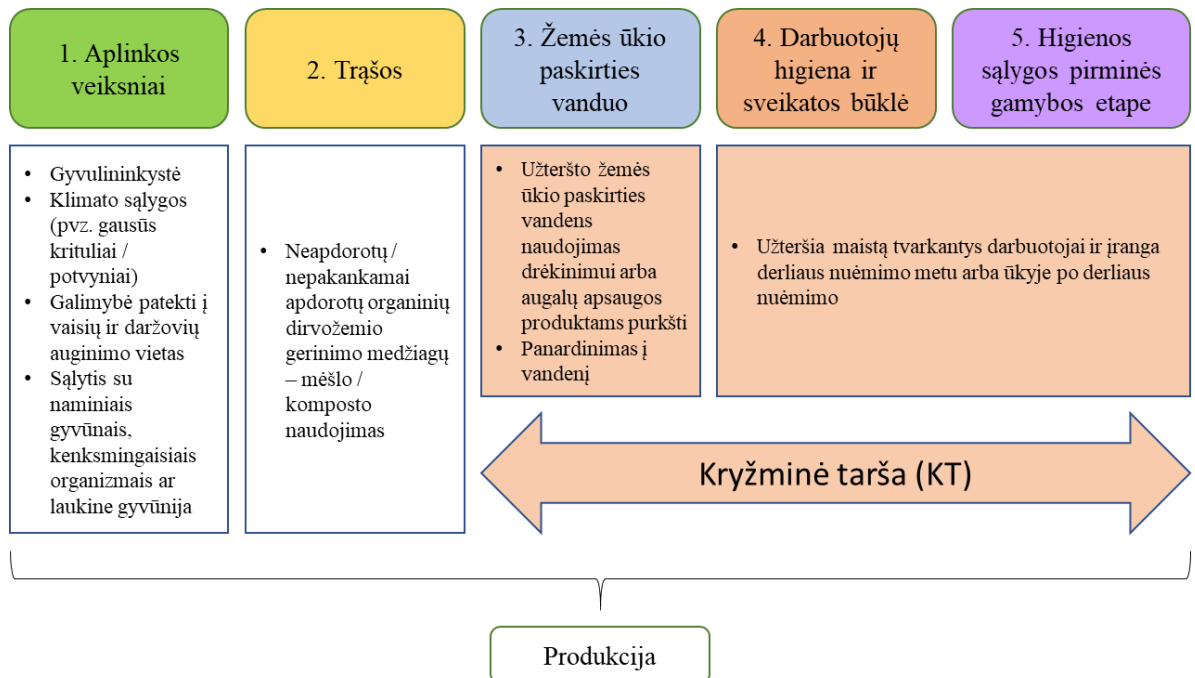 1. Aplinkos
veiksniai
2. Trąšos
3. Žemės ūkio
paskirties
vanduo
4. Darbuotojų
higiena ir
sveikatos būklė
5. Higienos
sąlygos pirminės
gamybos etape
• Gyvulininkystė
• Klimato sąlygos
(pvz. gausūs
krituliai /
potvyniai)
• Galimybė patekti į
vaisių ir daržovių
auginimo vietas
• Sąlytis su
naminiais
gyvūnais,
kenksmingaisiais
organizmais ar
laukine gyvūnija
• Neapdorotų /
nepakankamai
apdorotų organinių
dirvožemio
gerinimo medžiagų
– mėšlo /
komposto
naudojimas
• Užteršto žemės
ūkio paskirties
vandens
naudojimas
drėkinimui arba
augalų apsaugos
produktams purkšti
• Panardinimas į
vandenį
• Užteršia maistą tvarkantys darbuotojai ir įranga
derliaus nuėmimo metu arba ūkyje po derliaus
nuėmimo
Kryžminė tarša (KT)
Produkcija